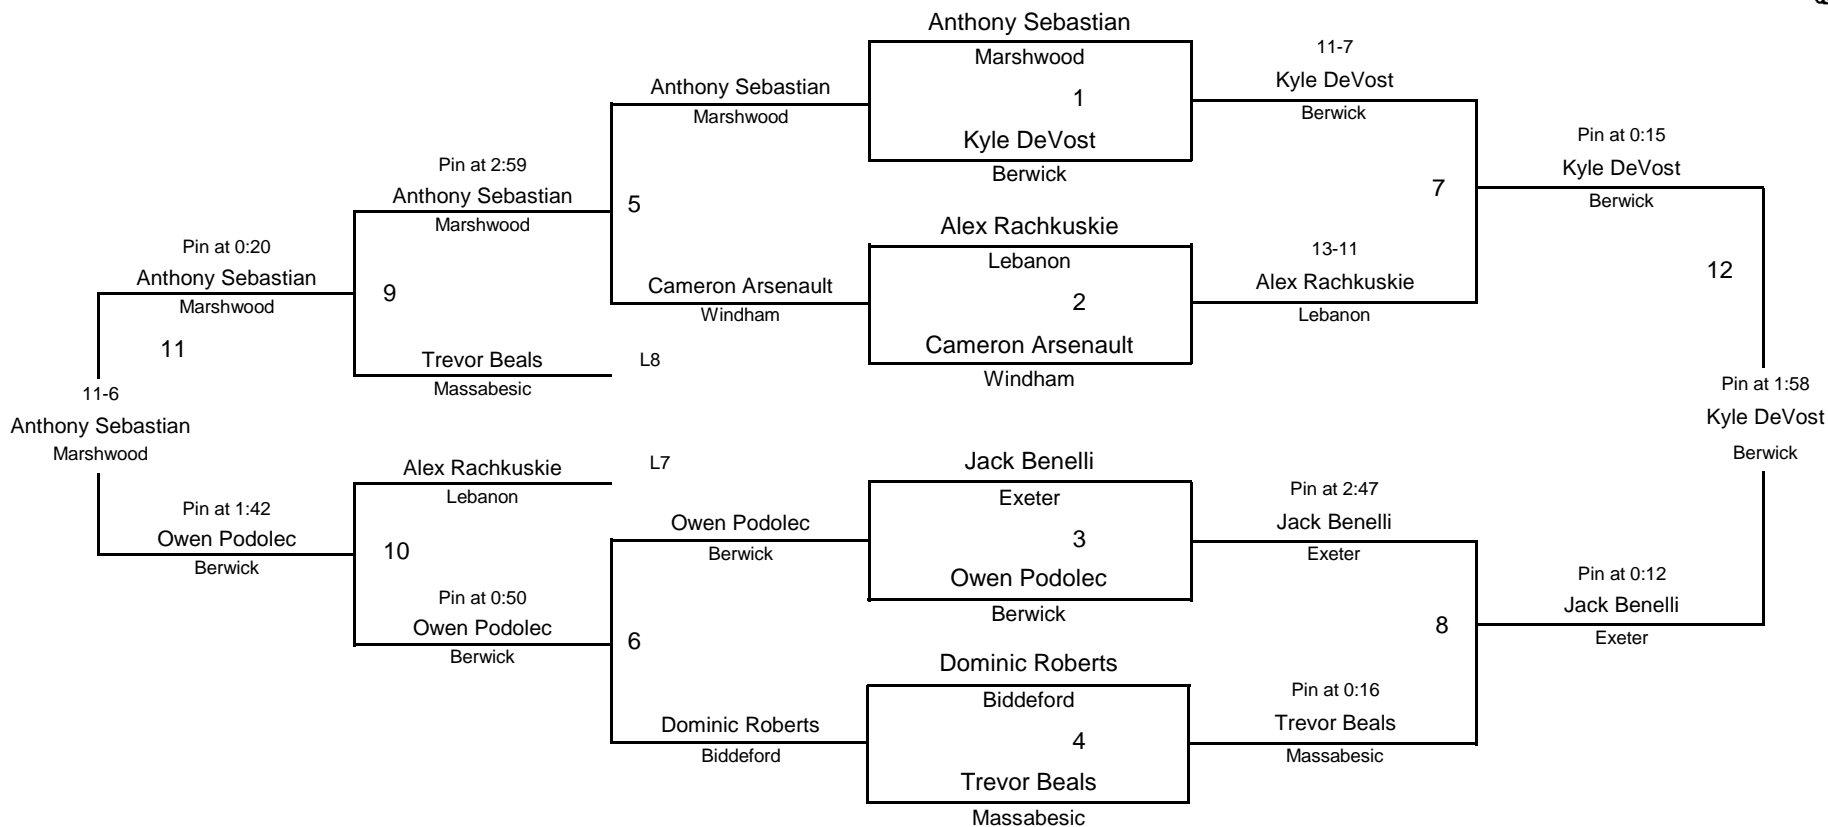 Anthony Sebastian
Marshwood
1
Kyle DeVost
Berwick
Alex Rachkuskie
Lebanon
2
Cameron Arsenault
Windham
Jack Benelli
Exeter
3
Owen Podolec
Berwick
Dominic Roberts
Biddeford
4
Trevor Beals
Massabesic
11-7
Kyle DeVost
Berwick
7
13-11
Alex Rachkuskie
Lebanon
Pin at 2:47
Jack Benelli
Exeter
8
Pin at 0:16
Trevor Beals
Massabesic
Pin at 0:15
Kyle DeVost
Berwick
12
Pin at 0:12
Jack Benelli
Exeter
Pin at 1:58
Kyle DeVost
Berwick
Anthony Sebastian
Marshwood
5
Cameron Arsenault
Windham
L8
L7
Owen Podolec
Berwick
6
Dominic Roberts
Biddeford
Pin at 2:59
Anthony Sebastian
Marshwood
9
Trevor Beals
Massabesic
Alex Rachkuskie
Lebanon
10
Pin at 0:50
Owen Podolec
Berwick
Pin at 0:20
Anthony Sebastian
Marshwood
11
Pin at 1:42
Owen Podolec
Berwick
11-6
Anthony Sebastian
Marshwood